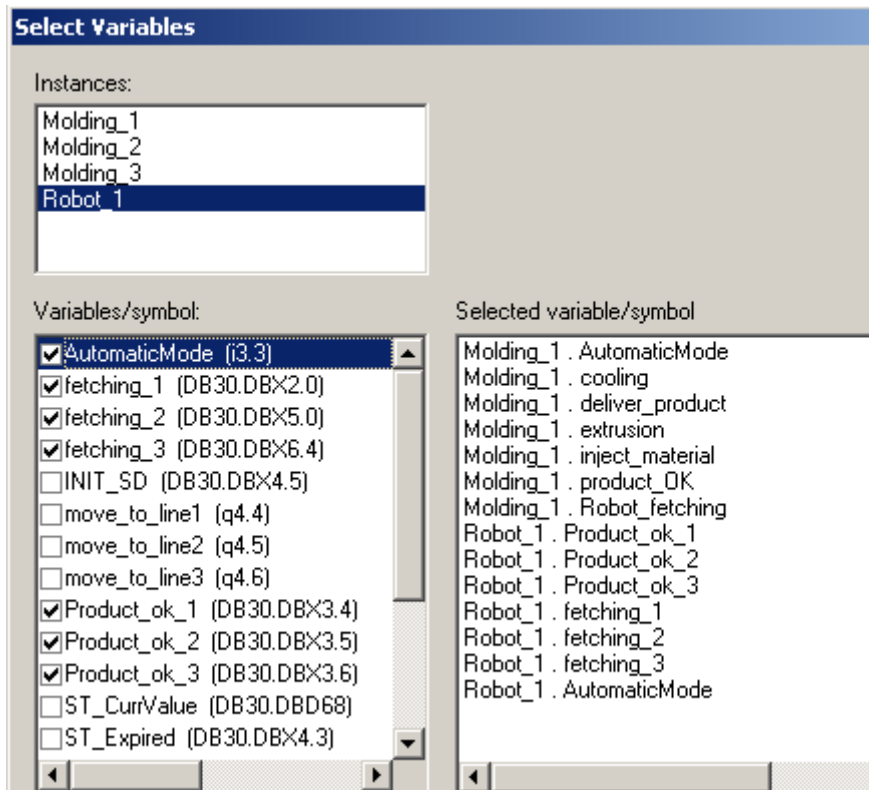 Select Variables
Instances:
Molding_1
Molding_2
Molding_3
Robot_1
Variables/symbol:
AutomaticMode (i3.3)
fetching_1 (DB30.DBX2.0)
fetching_2 (DB30.DBX5.0)
fetching_3 (DB30.DBX6.4)
INIT_SD (DB30.DBX4.5)
move_to_line1 (q4.4)
move_to_line2 (q4.5)
move_to_line3 (q4.6)
Product_ok_1 (DB30.DBX3.4)
Product_ok_2 (DB30.DBX3.5)
Product_ok_3 (DB30.DBX3.6)
ST_CurrValue (DB30.DBD68)
ST_Expired (DB30.DBX4.3)
Selected variable/symbol
Molding_1 . AutomaticMode
Molding_1 . cooling
Molding_1 . deliver_product
Molding_1 . extrusion
Molding_1 . inject_material
Molding_1 . product_OK
Molding_1 . Robot_fetching
Robot_1 . Product_ok_1
Robot_1 . Product_ok_2
Robot_1 . Product_ok_3
Robot_1 . fetching_1
Robot_1 . fetching_2
Robot_1 . fetching_3
Robot_1 . AutomaticMode